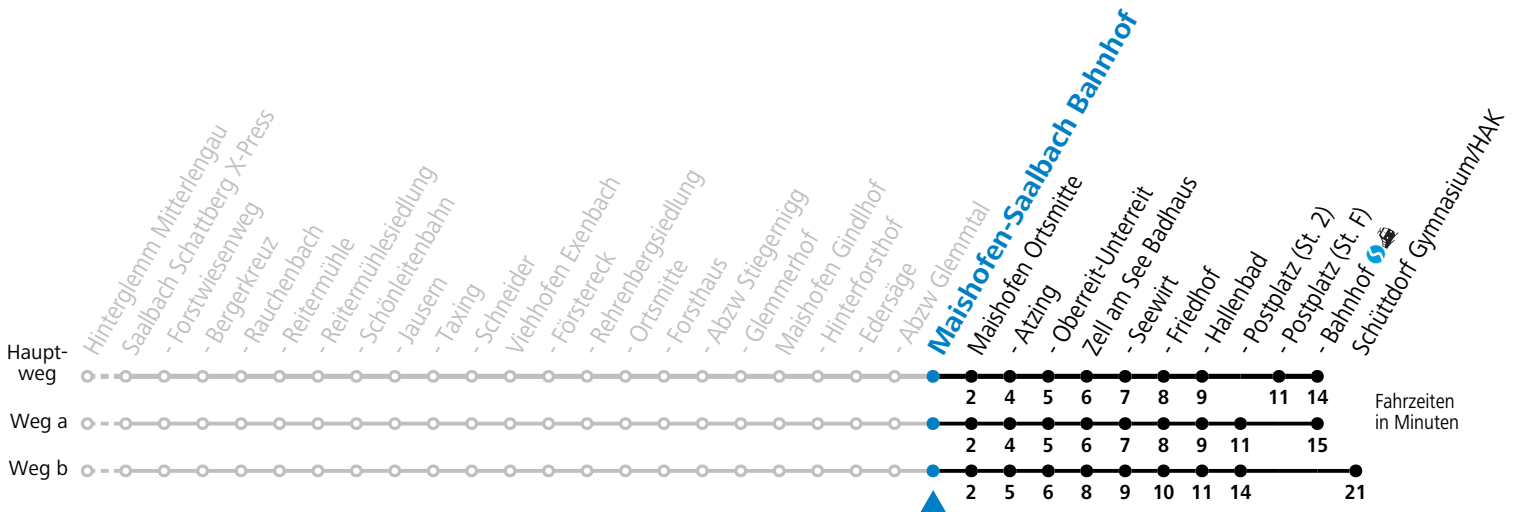 Hinterglemm Mitterlengau
Saalbach Schattberg X-Press
- Forstwiesenweg
- Bergerkreuz
- Rauchenbach
- Reitermühle
- Reitermühlesiedlung
- Schönleitenbahn
- Jausern
- Taxing
- Schneider
Viehhofen Exenbach
- Förstereck
- Rehrenbergsiedlung
- Ortsmitte
- Forsthaus
- Abzw Stiegernigg
- Glemmerhof
Maishofen Gindlhof
- Hinterforsthof
- Edersäge
- Abzw Glemmtal
Maishofen-Saalbach Bahnhof
Maishofen Ortsmitte
- Atzing
- Oberreit-Unterreit
Zell am See Badhaus
- Seewirt
- Friedhof
- Hallenbad
- Postplatz (St. 2)
- Postplatz (St. F)
- Bahnhof
Schüttdorf Gymnasium/HAK
Haupt-
weg
2 4 5 6 7 8 9 11 14
Fahrzeiten
in Minuten
Weg a
2 4 5 6 7 8 9 11 15
Weg b
2 5 6 8 9 10 11 14 21